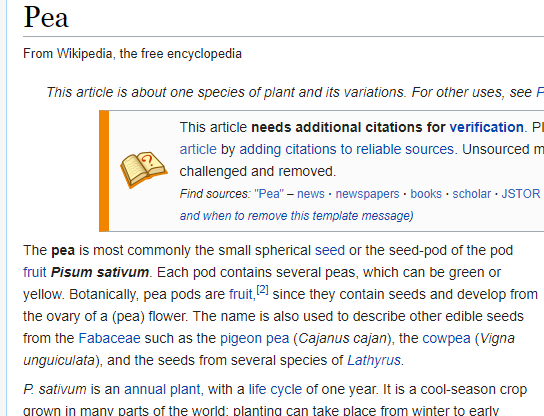 Pea
From Wikipedia, the free encyclopedia
This article is about one species of plant and its variations. For other uses, see
This article needs additional citations for verification.
article by adding citations to reliable sources. Unsourced
challenged and removed.
Find sources: "Pea" – news · newspapers · books · scholar · JSTOR
and when to remove this template message)
The pea is most commonly the small spherical seed or the seed-pod of the pod
fruit Pisum sativum. Each pod contains several peas, which can be green or
yellow. Botanically, pea pods are fruit,[2] since they contain seeds and develop from
the ovary of a (pea) flower. The name is also used to describe other edible seeds
from the Fabaceae such as the pigeon pea (Cajanus cajan), the cowpea (Vigna
unguiculata), and the seeds from several species of Lathyrus.
P. sativum is an annual plant, with a life cycle of one year. It is a cool-season crop
grown in many parts of the world; planting can take place from winter to early